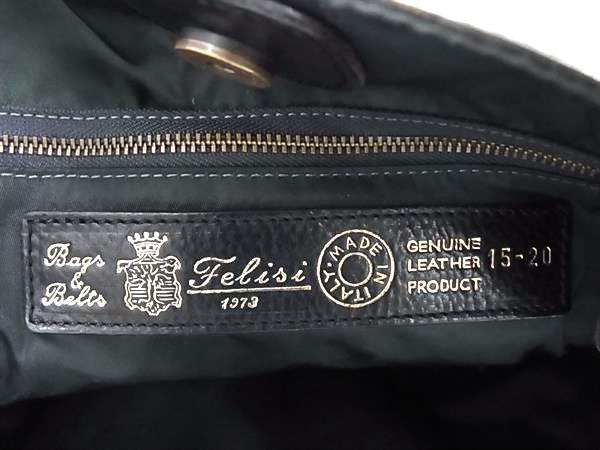 Bags
&
Belts
Felisi
1973
MADE IN ITALY
GENUINE
LEATHER 15-20
PRODUCT